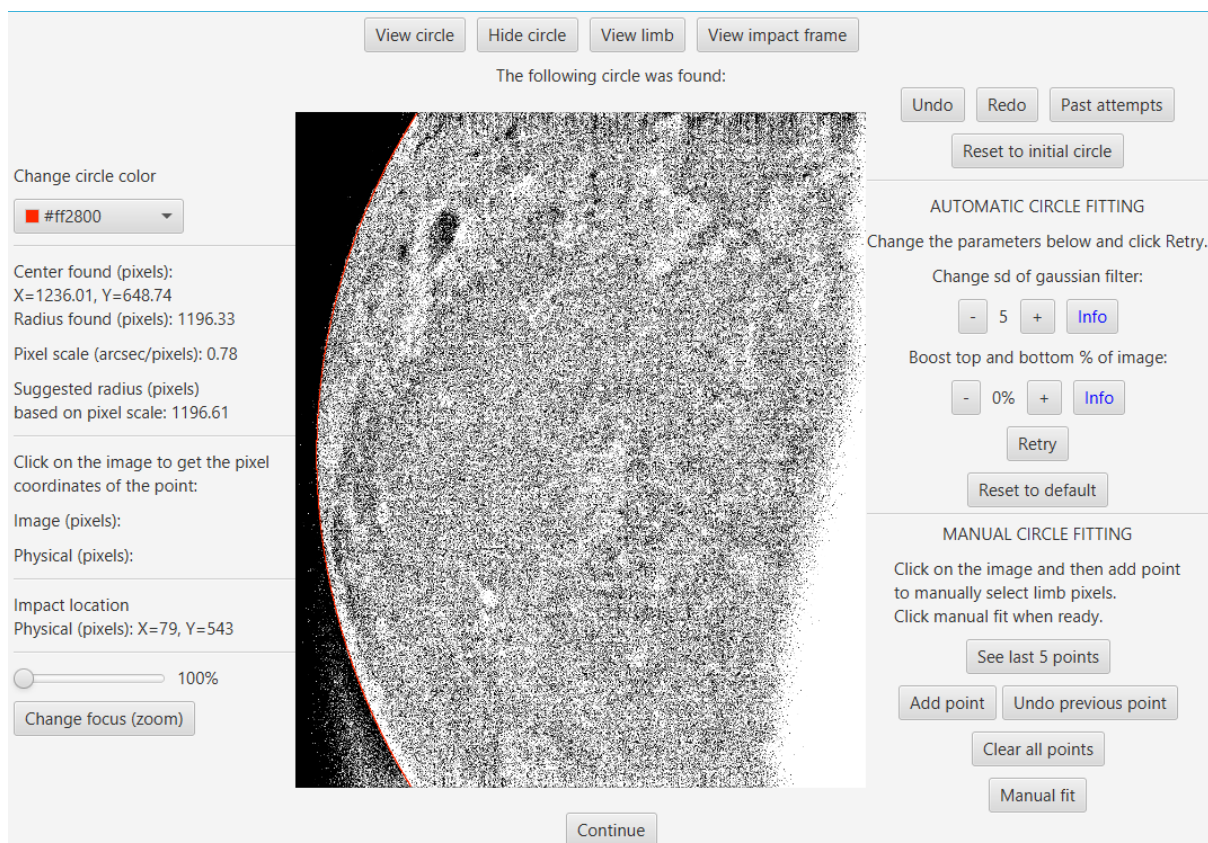 View circle
Hide circle
View limb
View impact frame
The following circle was found:
Change circle color
#ff2800
Center found (pixels):
X=1236.01, Y=648.74
Radius found (pixels): 1196.33
Pixel scale (arcsec/pixels): 0.78
Suggested radius (pixels)
based on pixel scale: 1196.61
Click on the image to get the pixel
coordinates of the point:
Image (pixels):
Physical (pixels):
Impact location
Physical (pixels): X=79, Y=543
100%
Change focus (zoom)
Undo
Redo
Past attempts
Reset to initial circle
AUTOMATIC CIRCLE FITTING
Change the parameters below and click Retry.
Change sd of gaussian filter:
- 5 + Info
Boost top and bottom % of image:
- 0% + Info
Retry
Reset to default
MANUAL CIRCLE FITTING
Click on the image and then add point
to manually select limb pixels.
Click manual fit when ready.
See last 5 points
Add point
Undo previous point
Clear all points
Manual fit
Continue